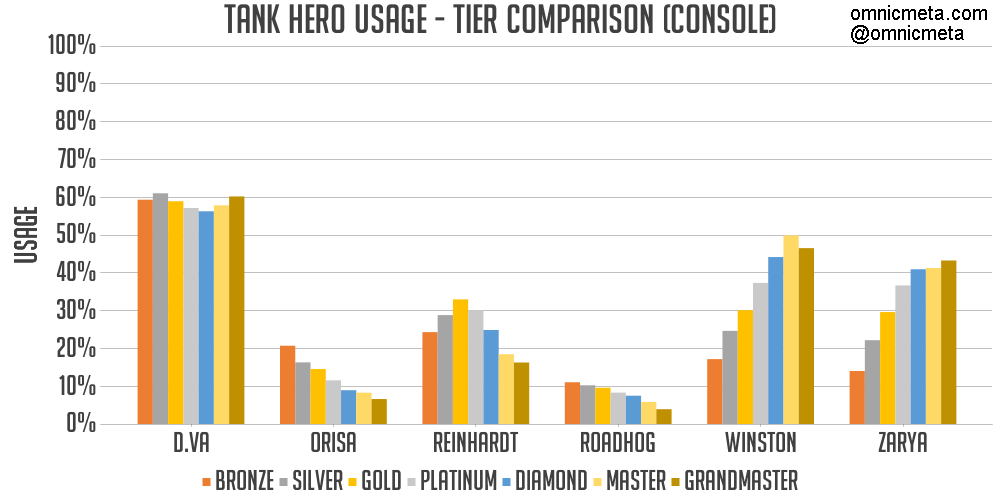 TANK HERO USAGE - TIER COMPARISON (CONSOLE)
omnicmeta.com
@omnicmeta
100%
90%
80%
70%
60%
50%
40%
30%
20%
10%
0%
USAGE
D.VA ORISA REINHARDT ROADHOG WINSTON ZARYA
BRONZE SILVER GOLD PLATINUM DIAMOND MASTER GRANDMASTER